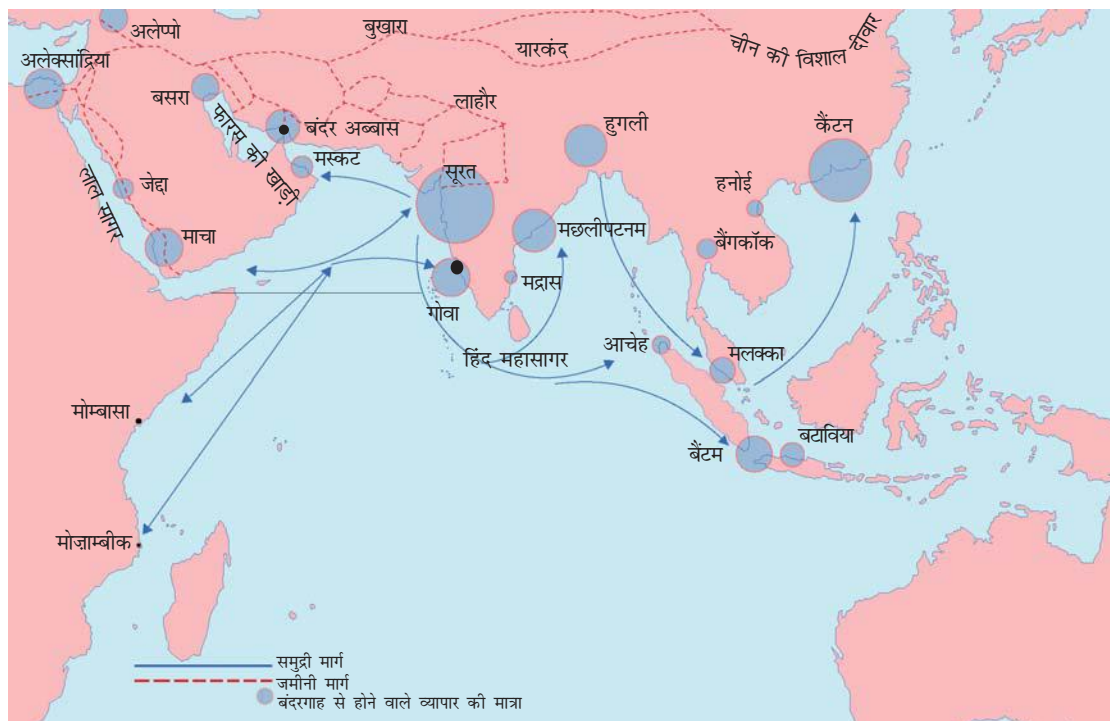 अलेप्पो
बुखारा
यारकंद
चीन की विशाल दीवार
अलेक्सांद्रिया
बसरा
लाहौर
फारस की खाड़ी
बंदर अब्बास
हुगली
कैंटन
मस्कट
सूरत
लाल सागर
जेद्दा
हनोई
माचा
मछलीपटनम
बैंगकॉक
मद्रास
गोवा
आचेह
हिंद महासागर
मलक्का
मोम्बासा
बैंटम
बटाविया
मोज़ाम्बीक
समुद्री मार्ग
जमीनी मार्ग
बंदरगाह से होने वाले व्यापार की मात्रा